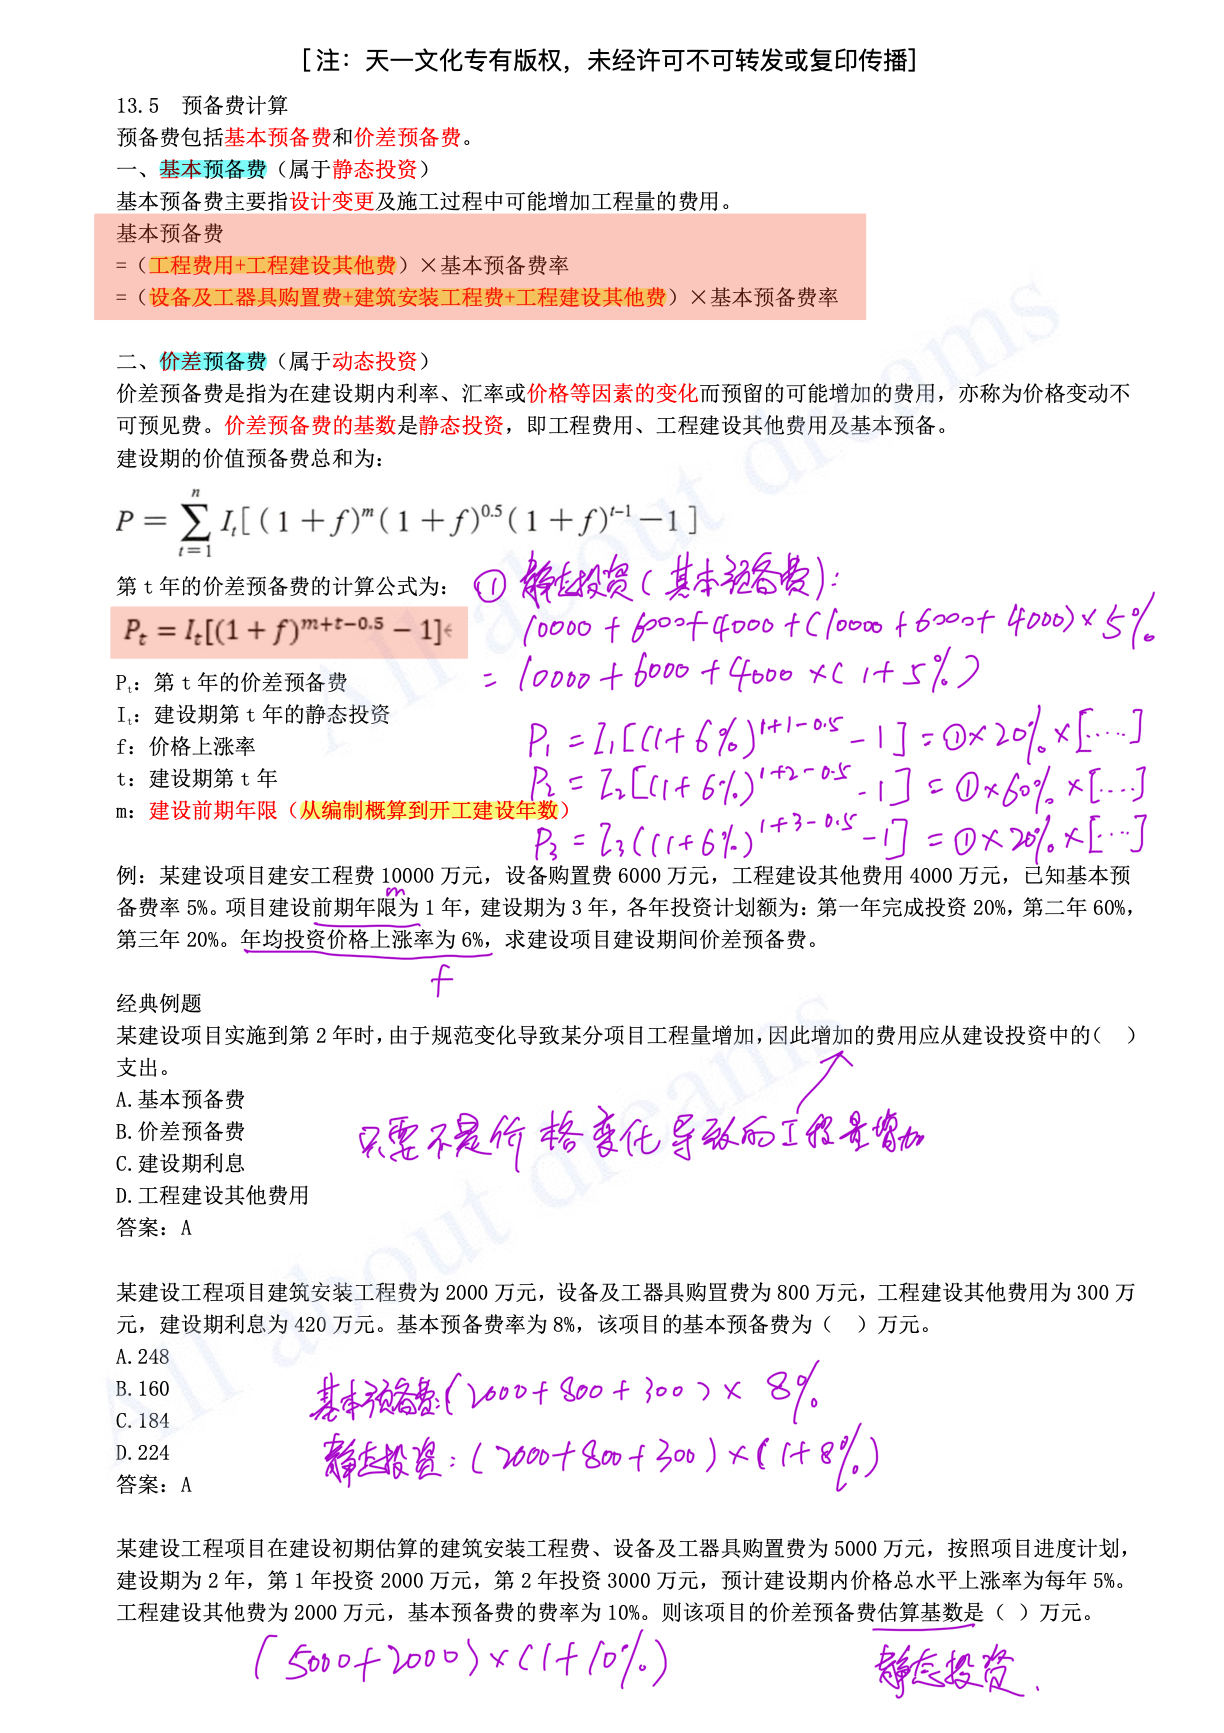 [注：天一文化专有版权，未经许可不可转发或复印传播]
13.5 预备费计算
预备费包括基本预备费和价差预备费。
一、基本预备费（属于静态投资）
基本预备费主要指设计变更及施工过程中可能增加工程量的费用。
基本预备费
=（工程费用+工程建设其他费）×基本预备费率
=（设备及工器具购置费+建筑安装工程费+工程建设其他费）×基本预备费率
二、价差预备费（属于动态投资）
价差预备费是指为在建设期内利率、汇率或价格等因素的变化而预留的可能增加的费用，亦称为价格变动不
可预见费。价差预备费的基数是静态投资，即工程费用、工程建设其他费用及基本预备。
建设期的价值预备费总和为：
P = ∑_{t=1}^{n} I_t[(1+f)^m(1+f)^{0.5}(1+f)^{t-1}-1]
第 t 年的价差预备费的计算公式为：
P_t = I_t[(1+f)^{m+t-0.5} - 1]
P_t：第 t 年的价差预备费
I_t：建设期第 t 年的静态投资
f：价格上涨率
t：建设期第 t 年
m：建设前期年限（从编制概算到开工建设年数）
① 静态投资（基本预备费）：
10000 + 6000 + 4000 + (10000 + 6000 + 4000) × 5%
= 10000 + 6000 + 4000 × (1+5%)
P_1 = I_1[(1+6%)^{1+1-0.5} - 1] = ① × 20% × [····]
P_2 = I_2[(1+6%)^{1+2-0.5} - 1] = ① × 60% × [····]
P_3 = I_3((1+6%)^{1+3-0.5} - 1] = ① × 20% × [····]
例：某建设项目建安工程费 10000 万元，设备购置费 6000 万元，工程建设其他费用 4000 万元，已知基本预
m
备费率 5%。项目建设前期年限为 1 年，建设期为 3 年，各年投资计划额为：第一年完成投资 20%，第二年 60%，
第三年 20%。年均投资价格上涨率为 6%，求建设项目建设期间价差预备费。
f
经典例题
某建设项目实施到第 2 年时，由于规范变化导致某分项目工程量增加，因此增加的费用应从建设投资中的（ ）
支出。
A.基本预备费
B.价差预备费
C.建设期利息
D.工程建设其他费用
答案：A
只要不是价格变化导致的工程量增加
某建设工程项目建筑安装工程费为 2000 万元，设备及工器具购置费为 800 万元，工程建设其他费用为 300 万
元，建设期利息为 420 万元。基本预备费率为 8%，该项目的基本预备费为（ ）万元。
A.248
B.160
C.184
D.224
答案：A
基本预备费：(2000 + 800 + 300) × 8%
静态投资：(2000 + 800 + 300) × (1+8%)
某建设工程项目在建设初期估算的建筑安装工程费、设备及工器具购置费为 5000 万元，按照项目进度计划，
建设期为 2 年，第 1 年投资 2000 万元，第 2 年投资 3000 万元，预计建设期内价格总水平上涨率为每年 5%。
工程建设其他费为 2000 万元，基本预备费的费率为 10%。则该项目的价差预备费估算基数是（ ）万元。
(5000 + 2000) × (1+10%)
静态投资.
All about dreams
All about dreams